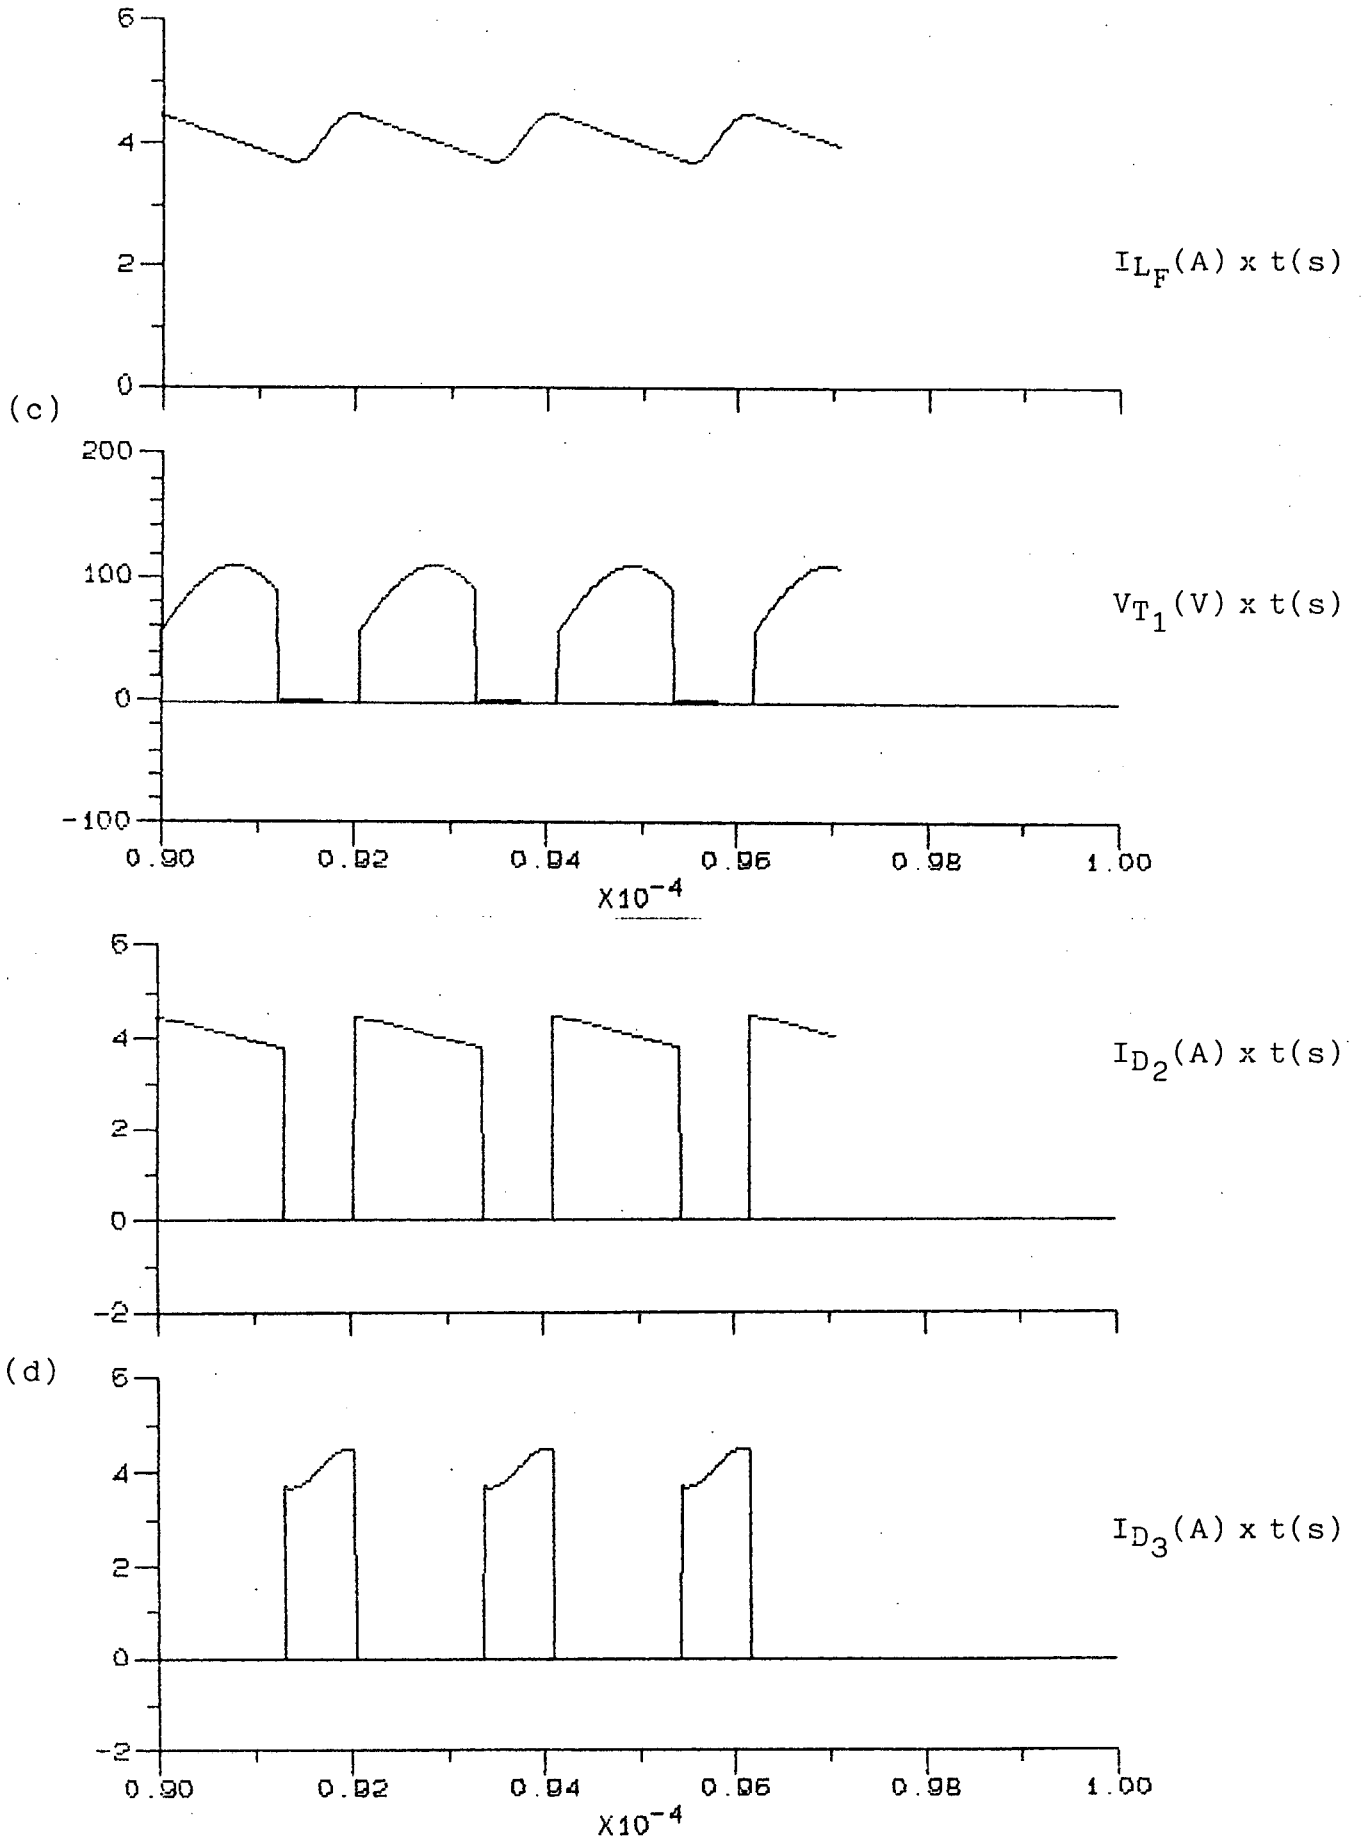 6
4
2
0
I_{L_F}(A) x t(s)
(c)
200
100
0
-100
V_{T_1}(V) x t(s)
0.90 0.92 0.94 0.96 0.98 1.00
X10^{-4}
6
4
2
0
-2
I_{D_2}(A) x t(s)
(d)
6
4
2
0
-2
I_{D_3}(A) x t(s)
0.90 0.92 0.94 0.96 0.98 1.00
X10^{-4}